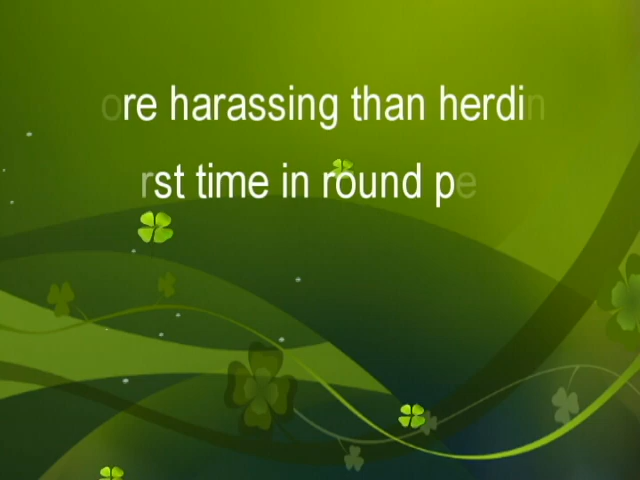 ore harassing than herdin
rst time in round pe